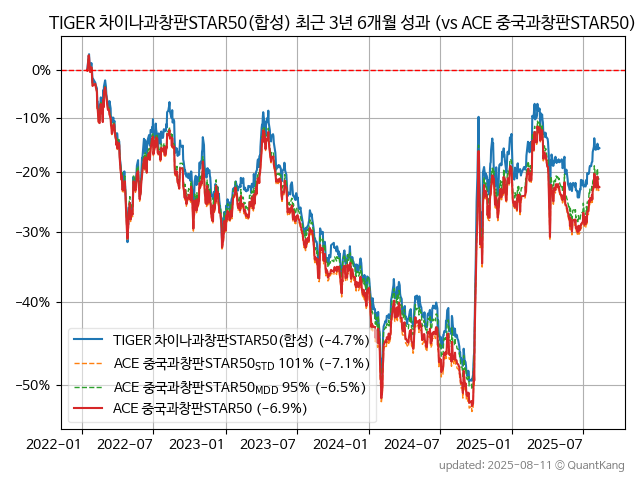 TIGER 차이나과창판STAR50(합성) 최근 3년 6개월 성과 (vs ACE 중국과창판STAR50)
0%
-10%
-20%
-30%
-40%
-50%
TIGER 차이나과창판STAR50(합성) (-4.7%)
ACE 중국과창판STAR50STD 101% (-7.1%)
ACE 중국과창판STAR50MDD 95% (-6.5%)
ACE 중국과창판STAR50 (-6.9%)
2022-01 2022-07 2023-01 2023-07 2024-01 2024-07 2025-01 2025-07
updated: 2025-08-11 © QuantKang